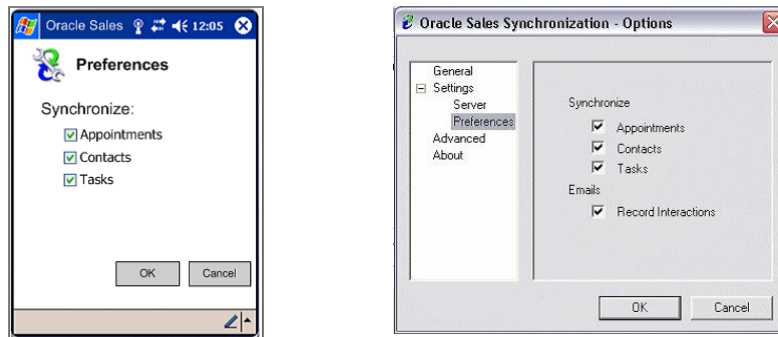 Oracle Sales 12:05
Preferences
Synchronize:
Appointments
Contacts
Tasks
OK Cancel
Oracle Sales Synchronization - Options
General
Settings
Server
Preferences
Advanced
About
Synchronize
Appointments
Contacts
Tasks
Emails
Record Interactions
OK Cancel